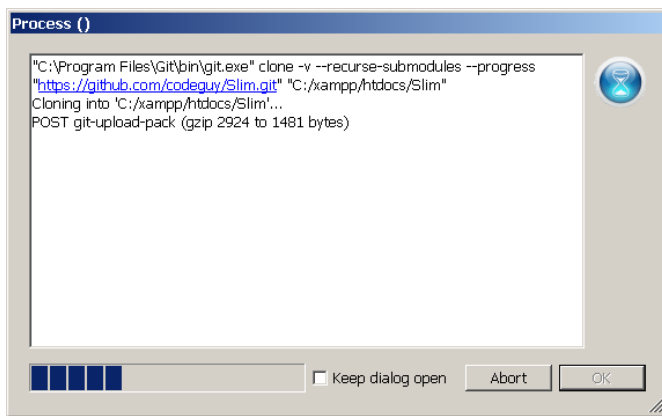 Process ()
"C:\Program Files\Git\bin\git.exe" clone -v --recurse-submodules --progress
"https://github.com/codeguy/Slim.git" "C:/xampp/htdocs/Slim"
Cloning into 'C:/xampp/htdocs/Slim'...
POST git-upload-pack (gzip 2924 to 1481 bytes)
Keep dialog open Abort OK